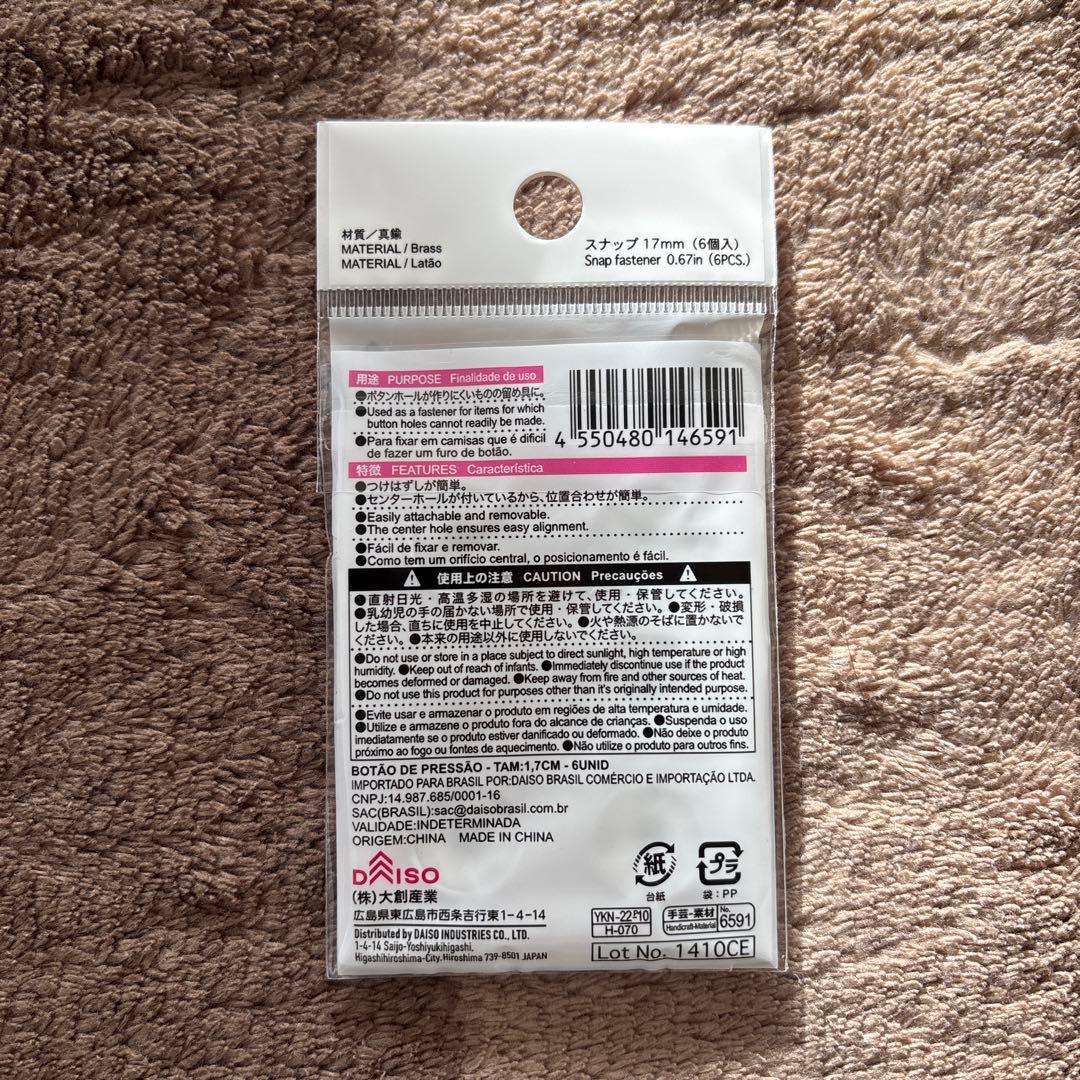 材質／真鍮
MATERIAL / Brass
MATERIAL / Latão
スナップ 17mm（6個入）
Snap fastener 0.67in（6PCS.）
用途 PURPOSE Finalidade de uso
●ボタンホールが作りにくいものの留め具に。
●Used as a fastener for items for which
button holes cannot readily be made.
●Para fixar em camisas que é difícil
de fazer um furo de botão.
4 550480 146591
特徴 FEATURES Característica
●つけはずしが簡単。
●センターホールが付いているから、位置合わせが簡単。
●Easily attachable and removable.
●The center hole ensures easy alignment.
●Fácil de fixar e remover.
●Como tem um orifício central, o posicionamento é fácil.
使用上の注意 CAUTION Precauções
●直射日光・高温多湿の場所を避けて、使用・保管してください。
●乳幼児の手の届かない場所で使用・保管してください。●変形・破損
した場合、直ちに使用を中止してください。●火や熱源のそばに置かないで
ください。●本来の用途以外に使用しないでください。
●Do not use or store in a place subject to direct sunlight, high temperature or high
humidity. ●Keep out of reach of infants. ●Immediately discontinue use if the product
becomes deformed or damaged. ●Keep away from fire and other sources of heat.
●Do not use this product for purposes other than it's originally intended purpose.
●Evite usar e armazenar o produto em regiões de alta temperatura e umidade.
●Utilize e armazene o produto fora do alcance de crianças. ●Suspenda o uso
imediatamente se o produto estiver danificado ou deformado. ●Não deixe o produto
próximo ao fogo ou fontes de aquecimento. ●Não utilize o produto para outros fins.
BOTÃO DE PRESSÃO - TAM:1,7CM - 6UNID
IMPORTADO PARA BRASIL POR:DAISO BRASIL COMÉRCIO E IMPORTAÇÃO LTDA.
CNPJ:14.987.685/0001-16
SAC(BRASIL):sac@daisobrasil.com.br
VALIDADE:INDETERMINADA
ORIGEM:CHINA MADE IN CHINA
DAISO
（株）大創産業
広島県東広島市西条吉行東1-4-14
Distributed by DAISO INDUSTRIES CO., LTD.
1-4-14 Saijo-Yoshiyukihigashi,
Higashihiroshima-City,Hiroshima 739-8501 JAPAN
紙
台紙
プラ
袋：PP
YKN-22F10
H-070
手芸-素材
Handicraft-Material
No.
6591
Lot No. 1410CE